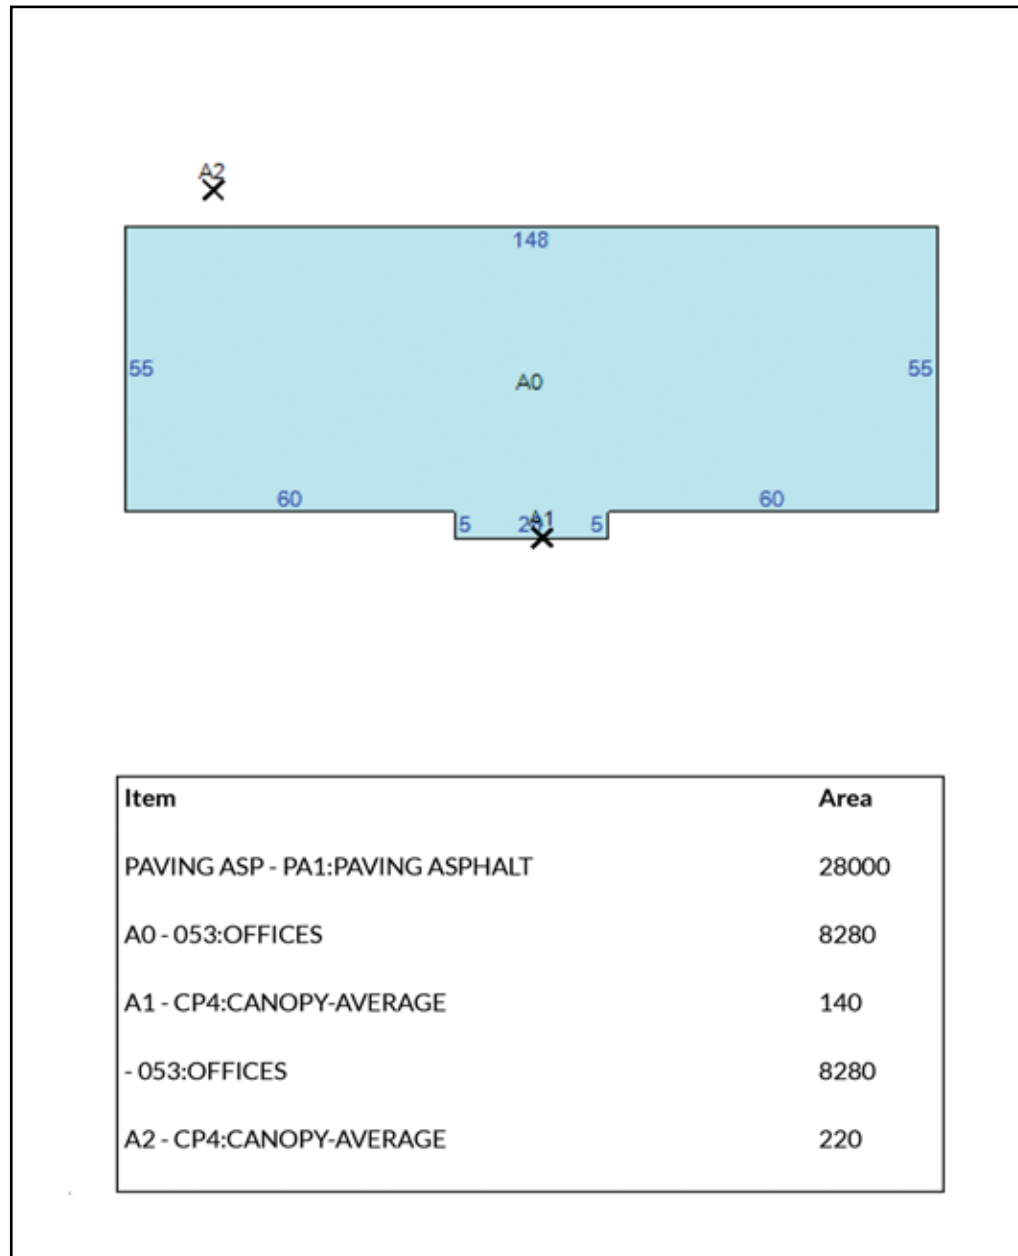 A2
148
55
A0
55
60
60
5
A1
5
Item Area
PAVING ASP - PA1:PAVING ASPHALT 28000
A0 - 053:OFFICES 8280
A1 - CP4:CANOPY-AVERAGE 140
- 053:OFFICES 8280
A2 - CP4:CANOPY-AVERAGE 220